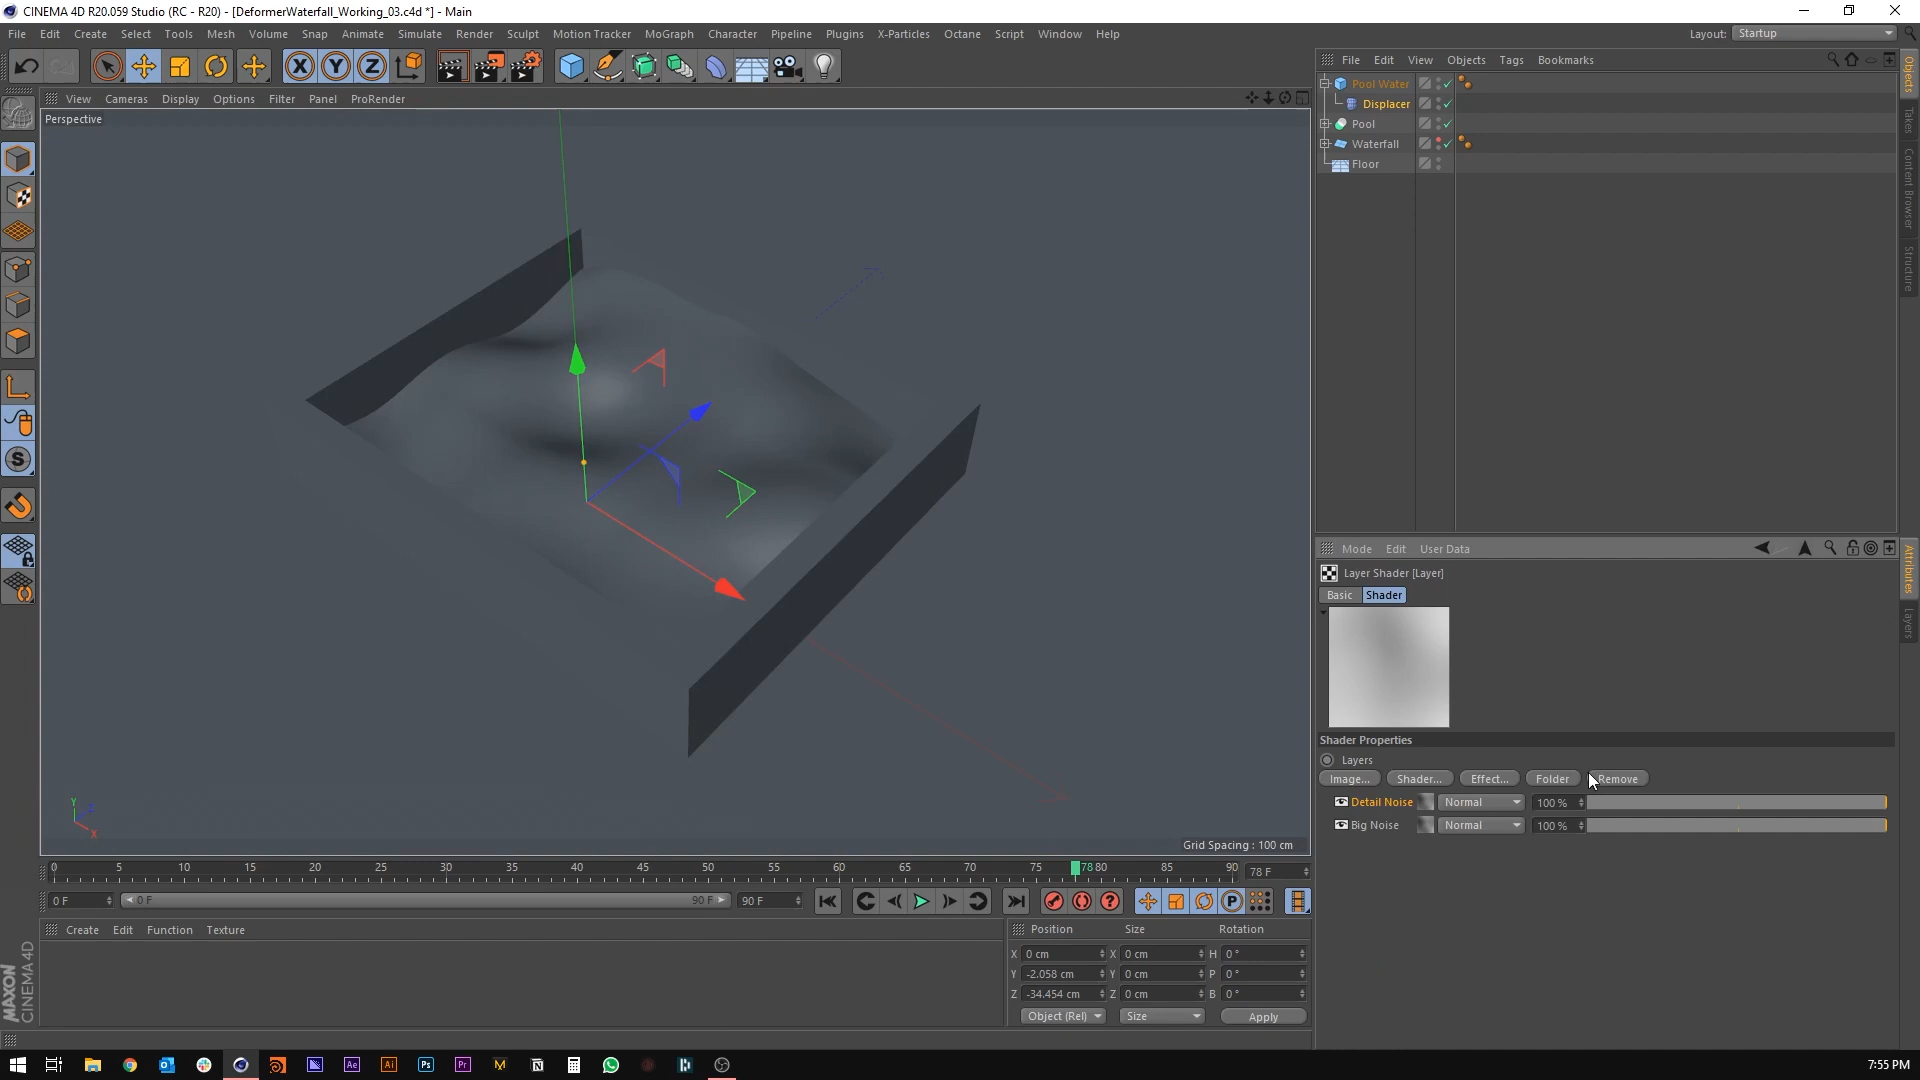 CINEMA 4D R20.059 Studio (RC - R20) - [DeformerWaterfall_Working_03.c4d *] - Main
File Edit Create Select Tools Mesh Volume Snap Animate Simulate Render Sculpt Motion Tracker MoGraph Character Pipeline Plugins X-Particles Octane Script Window Help
Layout: Startup
File Edit View Objects Tags Bookmarks
Pool Water
Displacer
Pool
Waterfall
Floor
Objects
Takes
Content Browser
Structure
View Cameras Display Options Filter Panel ProRender
Perspective
Y
Z
X
Grid Spacing : 100 cm
Mode Edit User Data
Layer Shader [Layer]
Basic Shader
Shader Properties
Layers
Image... Shader... Effect... Folder Remove
Detail Noise Normal 100 %
Big Noise Normal 100 %
Attributes
Layers
0 5 10 15 20 25 30 35 40 45 50 55 60 65 70 75 78 80 85 90 78 F
0 F 0 F 90 F 90 F
Create Edit Function Texture
Position Size Rotation
X 0 cm X 0 cm H 0 °
Y -2.058 cm Y 0 cm P 0 °
Z -34.454 cm Z 0 cm B 0 °
Object (Rel) Size Apply
MAXON
CINEMA 4D
7:55 PM